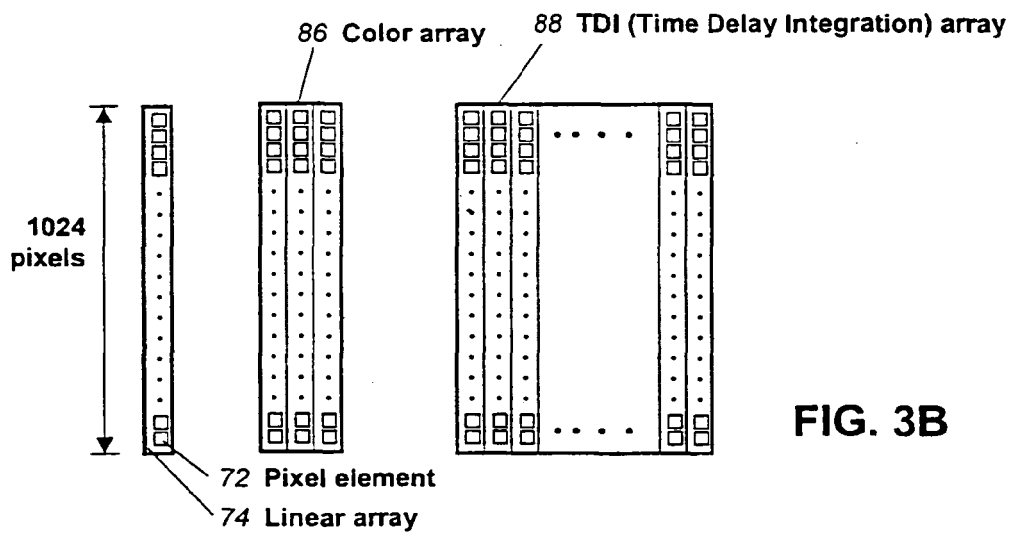 86 Color array
88 TDI (Time Delay Integration) array
1024
pixels
FIG. 3B
72 Pixel element
74 Linear array